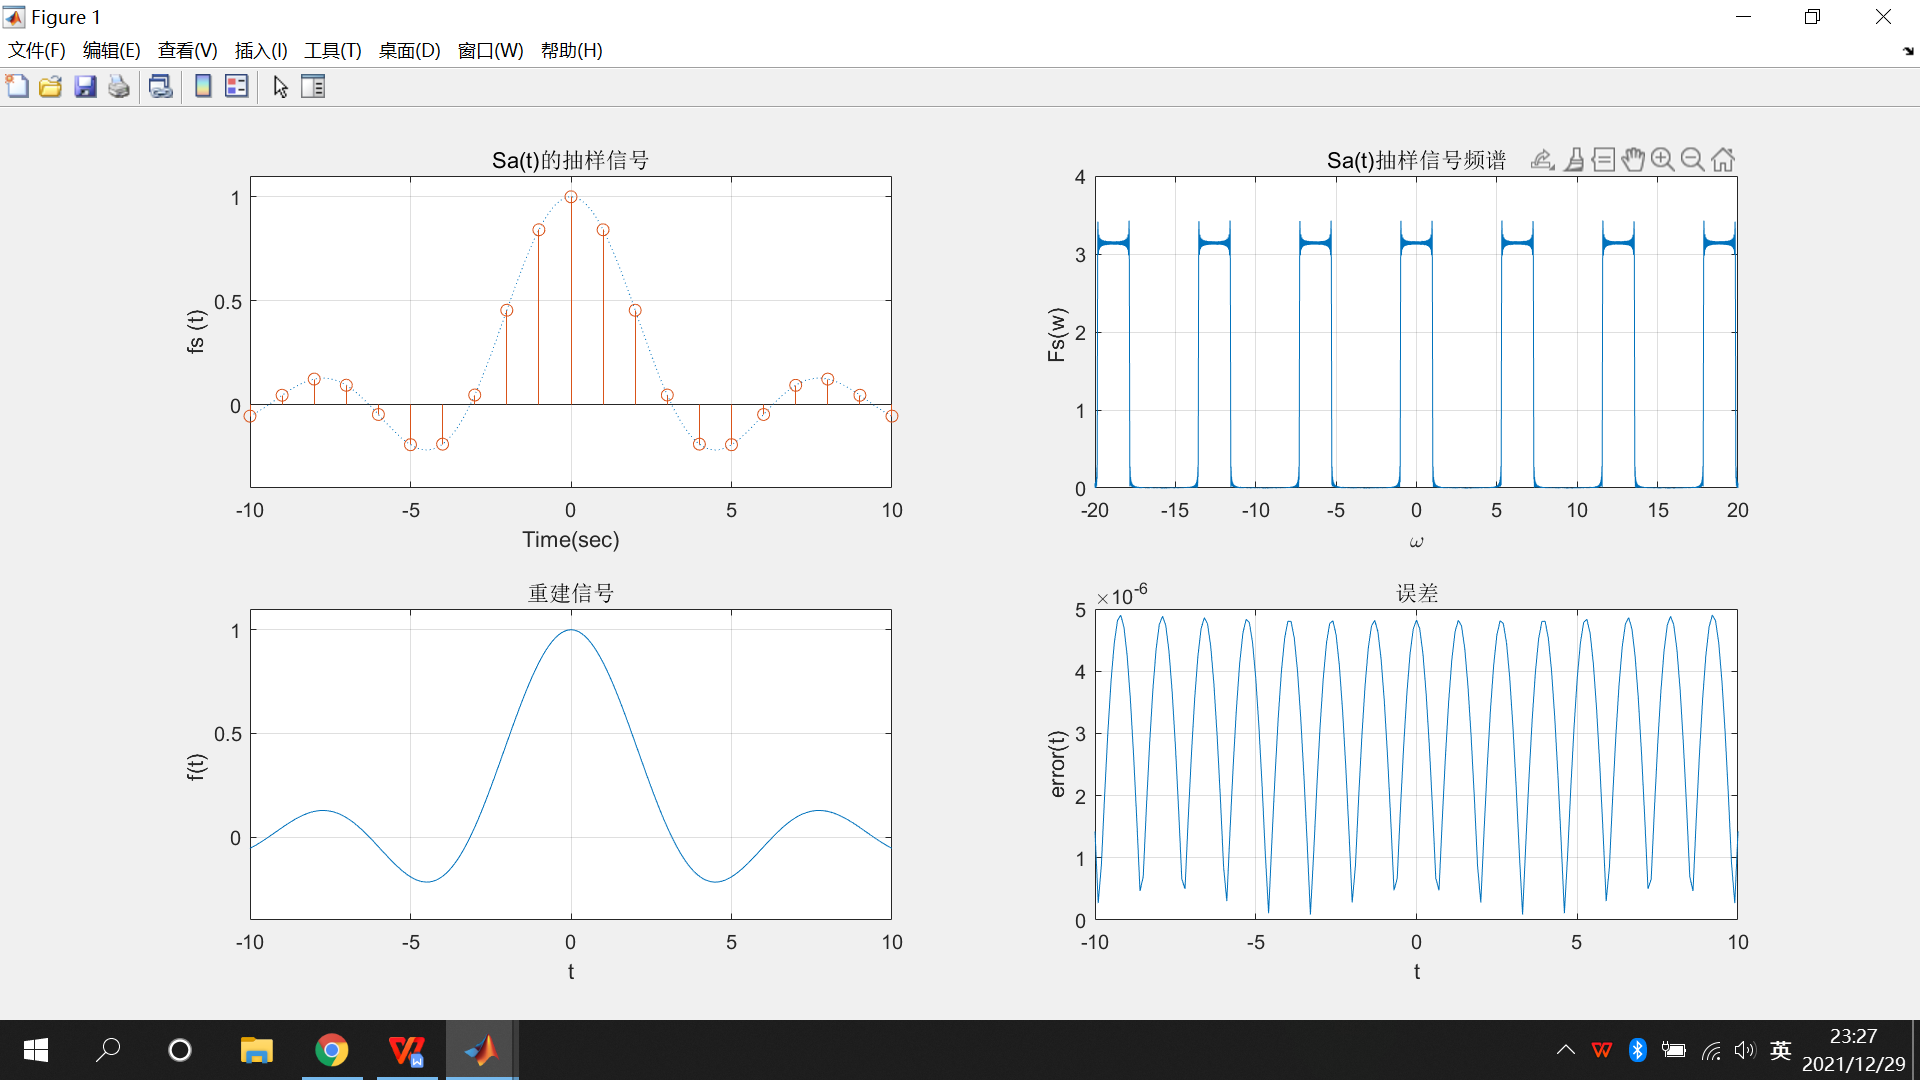 Figure 1
文件(F) 编辑(E) 查看(V) 插入(I) 工具(T) 桌面(D) 窗口(W) 帮助(H)
Sa(t)的抽样信号
1
0.5
0
fs (t)
-10 -5 0 5 10
Time(sec)
Sa(t)抽样信号频谱
4
3
2
1
0
Fs(w)
-20 -15 -10 -5 0 5 10 15 20
ω
重建信号
1
0.5
0
f(t)
-10 -5 0 5 10
t
误差
×10-6
5
4
3
2
1
0
error(t)
-10 -5 0 5 10
t
英
23:27
2021/12/29